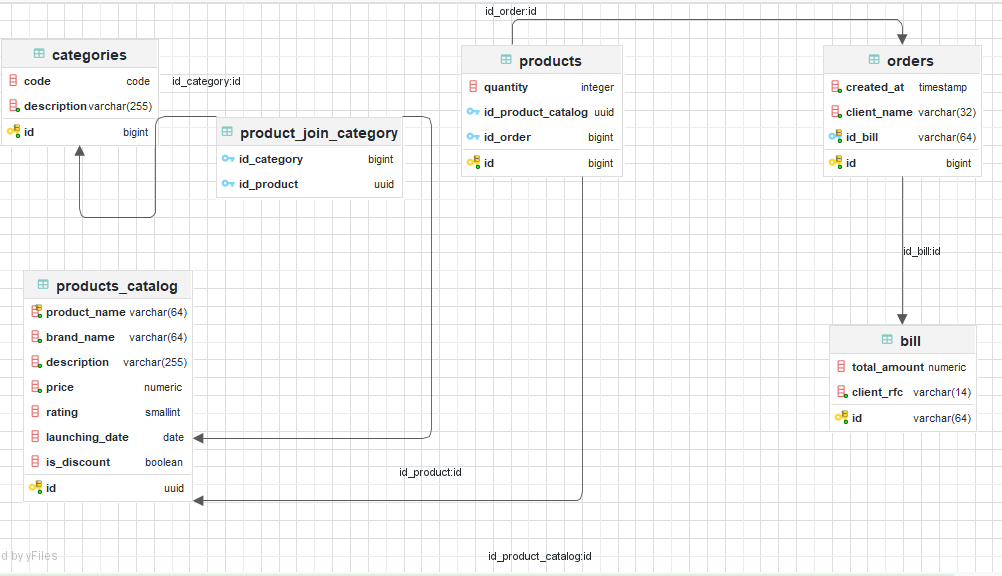 id_order:id
categories
code code
description varchar(255)
id bigint
id_category:id
product_join_category
id_category bigint
id_product uuid
products
quantity integer
id_product_catalog uuid
id_order bigint
id bigint
orders
created_at timestamp
client_name varchar(32)
id_bill varchar(64)
id bigint
id_bill:id
products_catalog
product_name varchar(64)
brand_name varchar(64)
description varchar(255)
price numeric
rating smallint
launching_date date
is_discount boolean
id uuid
bill
total_amount numeric
client_rfc varchar(14)
id varchar(64)
id_product:id
id_product_catalog:id
d by yFiles